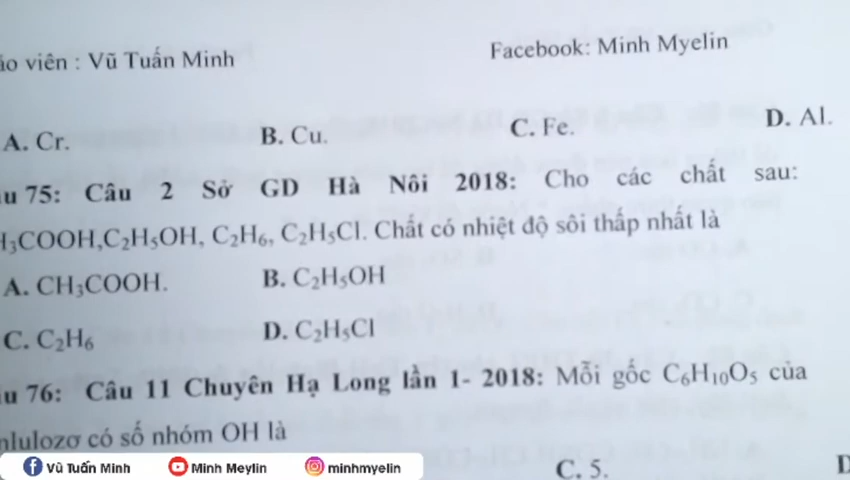 áo viên : Vũ Tuấn Minh Facebook: Minh Myelin
A. Cr. B. Cu. C. Fe. D. Al.
u 75: Câu 2 Sở GD Hà Nôi 2018: Cho các chất sau:
H₃COOH,C₂H₅OH, C₂H₆, C₂H₅Cl. Chất có nhiệt độ sôi thấp nhất là
A. CH₃COOH. B. C₂H₅OH
C. C₂H₆ D. C₂H₅Cl
u 76: Câu 11 Chuyên Hạ Long lần 1- 2018: Mỗi gốc C₆H₁₀O₅ của
nlulozơ có số nhóm OH là
C. 5. D
Vũ Tuấn Minh Minh Meylin minhmyelin